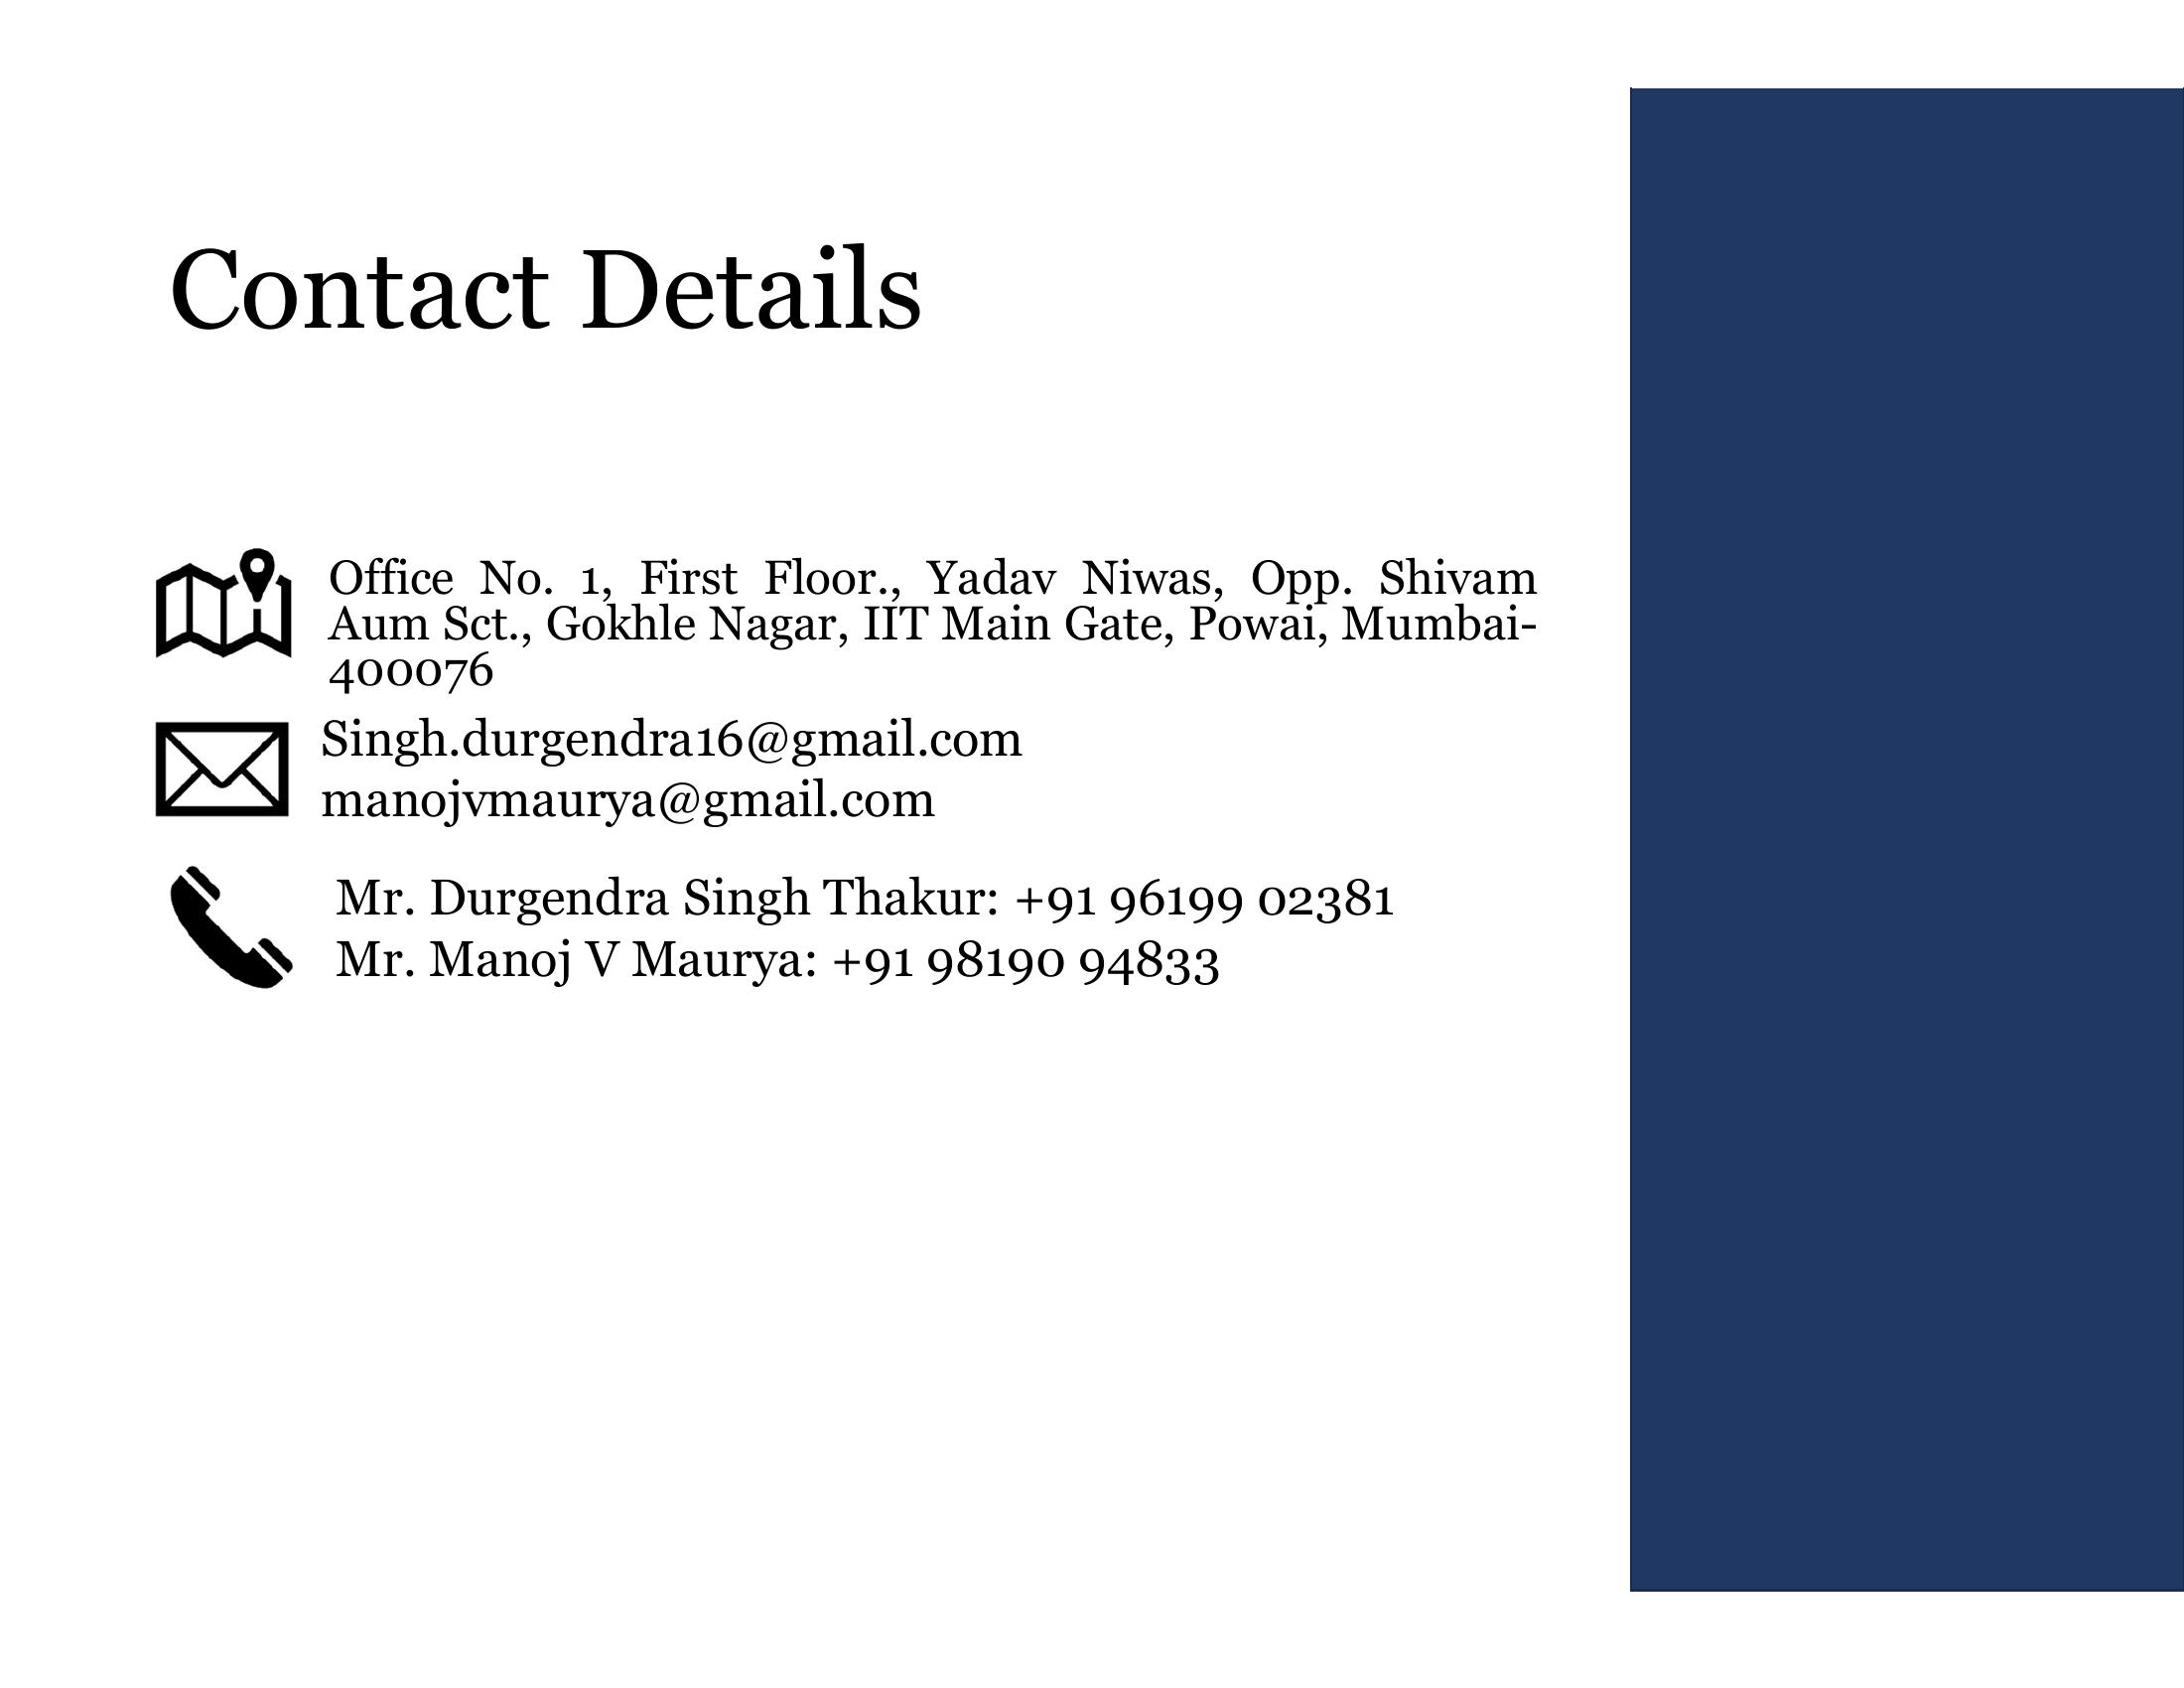 Contact Details
Office No. 1, First Floor., Yadav Niwas, Opp. Shivam
Aum Sct., Gokhle Nagar, IIT Main Gate, Powai, Mumbai-
400076
Singh.durgendra16@gmail.com
manojvmaurya@gmail.com
Mr. Durgendra Singh Thakur: +91 96199 02381
Mr. Manoj V Maurya: +91 98190 94833